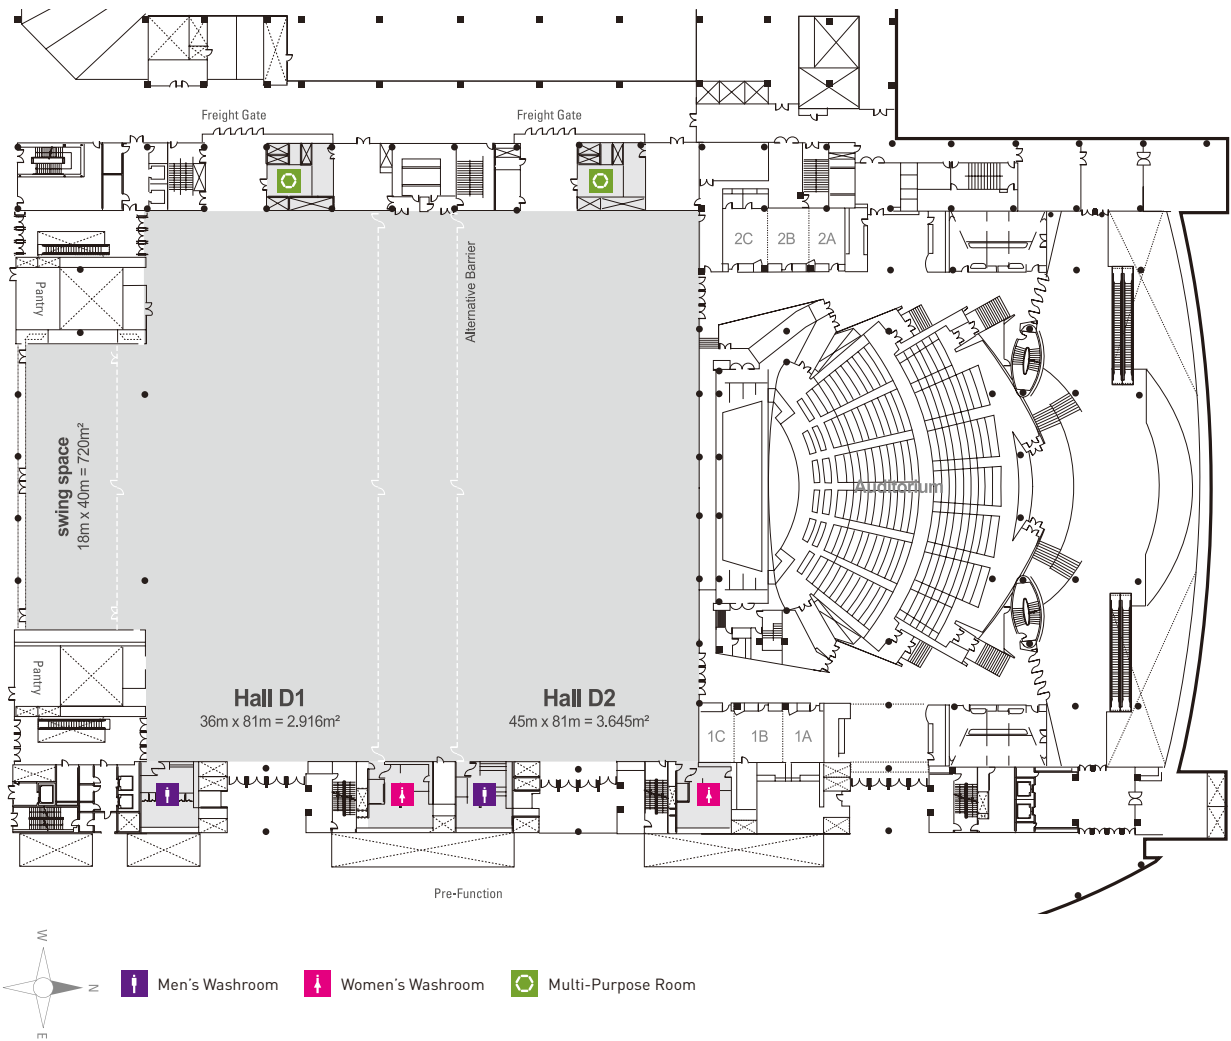 Freight Gate
Freight Gate
2C
2B
2A
Alternative Barrier
Pantry
swing space
18m x 40m = 720m²
Auditorium
Pantry
Hall D1
36m x 81m = 2.916m²
Hall D2
45m x 81m = 3.645m²
1C
1B
1A
Pre-Function
W
N
E
Men's Washroom
Women's Washroom
Multi-Purpose Room